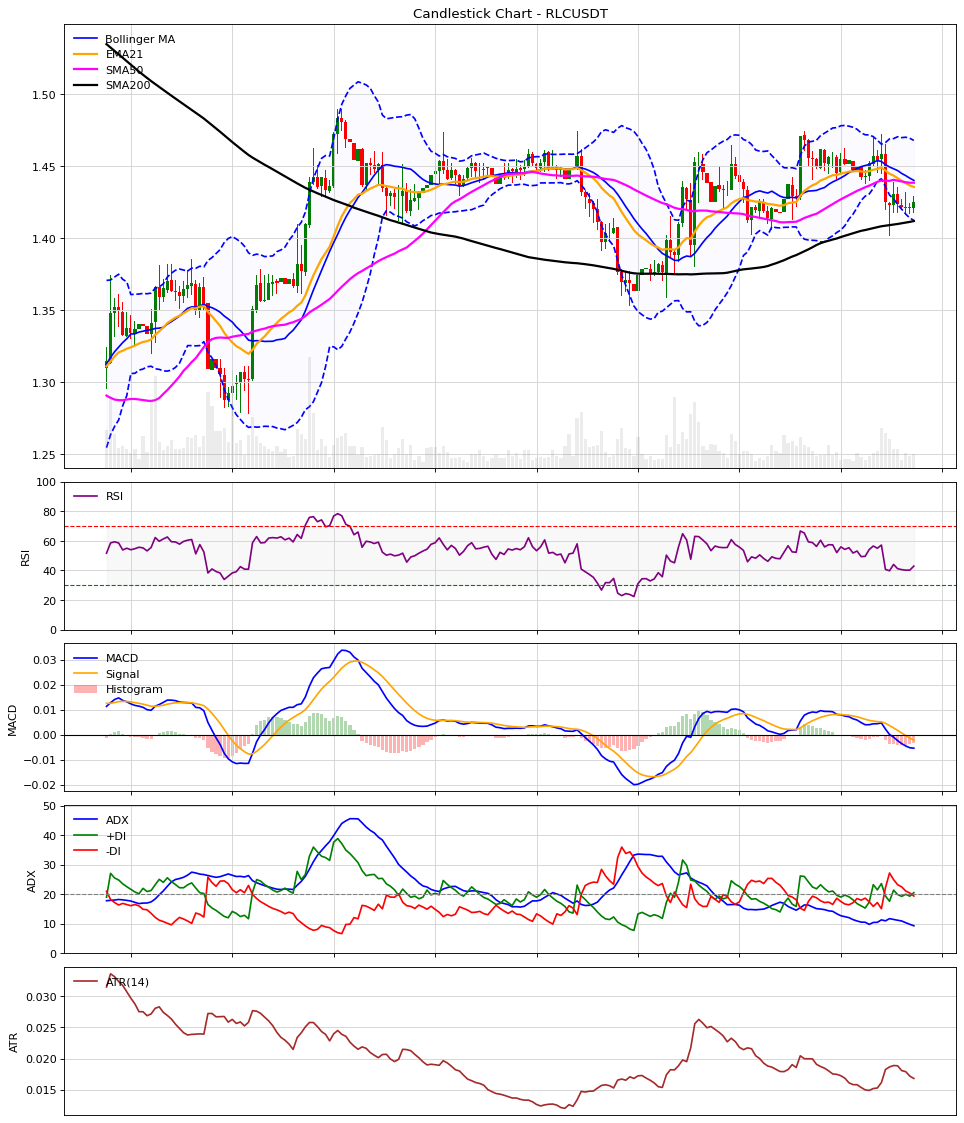 Candlestick Chart - RLCUSDT
Bollinger MA
EMA21
SMA50
SMA200
1.50
1.45
1.40
1.35
1.30
1.25
RSI
RSI
100
80
60
40
20
0
MACD
MACD
Signal
Histogram
0.03
0.02
0.01
0.00
−0.01
−0.02
ADX
ADX
+DI
-DI
50
40
30
20
10
0
ATR
ATR(14)
0.030
0.025
0.020
0.015